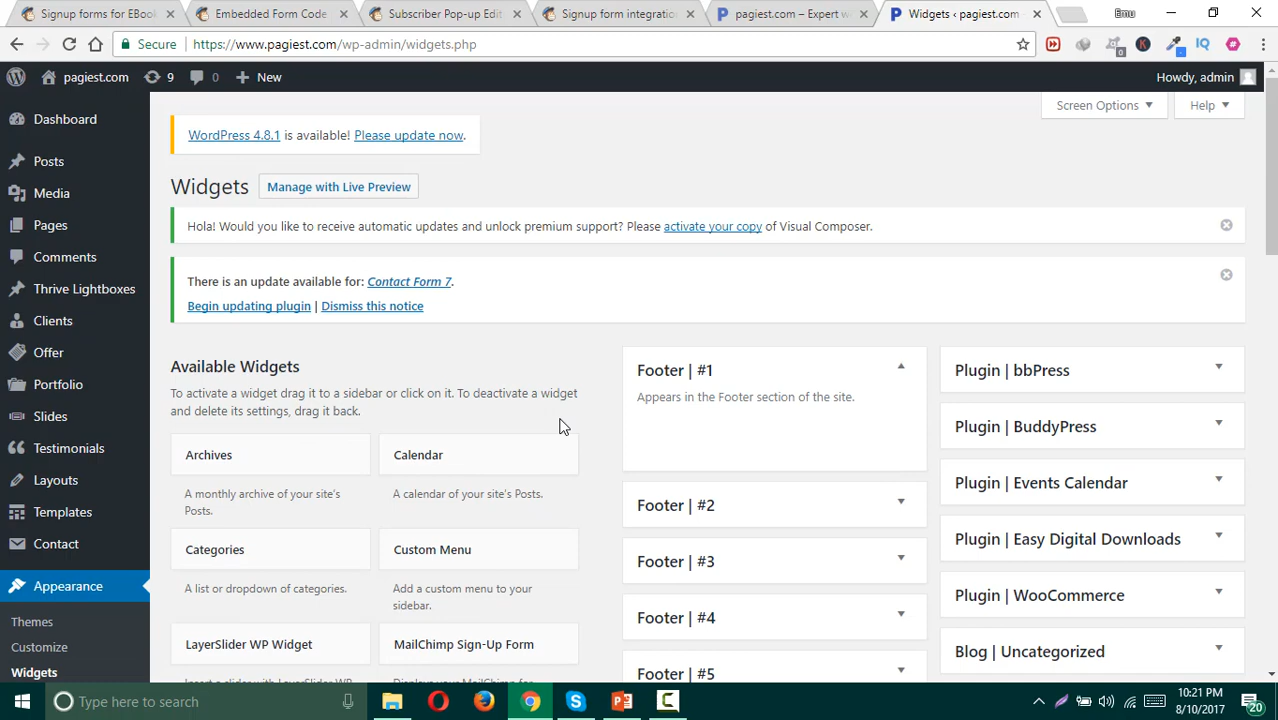 Signup forms for EBook
Embedded Form Code
Subscriber Pop-up Edit
Signup form integration
pagiest.com – Expert w
Widgets ‹ pagiest.com
Emu
Secure
https://www.pagiest.com/wp-admin/widgets.php
0
K
IQ
pagiest.com
9
0
New
Howdy, admin
Dashboard
Posts
Media
Pages
Comments
Thrive Lightboxes
Clients
Offer
Portfolio
Slides
Testimonials
Layouts
Templates
Contact
Appearance
Themes
Customize
Widgets
Screen Options
Help
WordPress 4.8.1 is available! Please update now.
Widgets
Manage with Live Preview
Hola! Would you like to receive automatic updates and unlock premium support? Please activate your copy of Visual Composer.
There is an update available for: Contact Form 7.
Begin updating plugin | Dismiss this notice
Available Widgets
To activate a widget drag it to a sidebar or click on it. To deactivate a widget
and delete its settings, drag it back.
Archives
Calendar
A monthly archive of your site's
Posts.
A calendar of your site's Posts.
Categories
Custom Menu
A list or dropdown of categories.
Add a custom menu to your
sidebar.
LayerSlider WP Widget
MailChimp Sign-Up Form
Footer | #1
Appears in the Footer section of the site.
Footer | #2
Footer | #3
Footer | #4
Footer | #5
Plugin | bbPress
Plugin | BuddyPress
Plugin | Events Calendar
Plugin | Easy Digital Downloads
Plugin | WooCommerce
Blog | Uncategorized
Type here to search
10:21 PM
8/10/2017
20